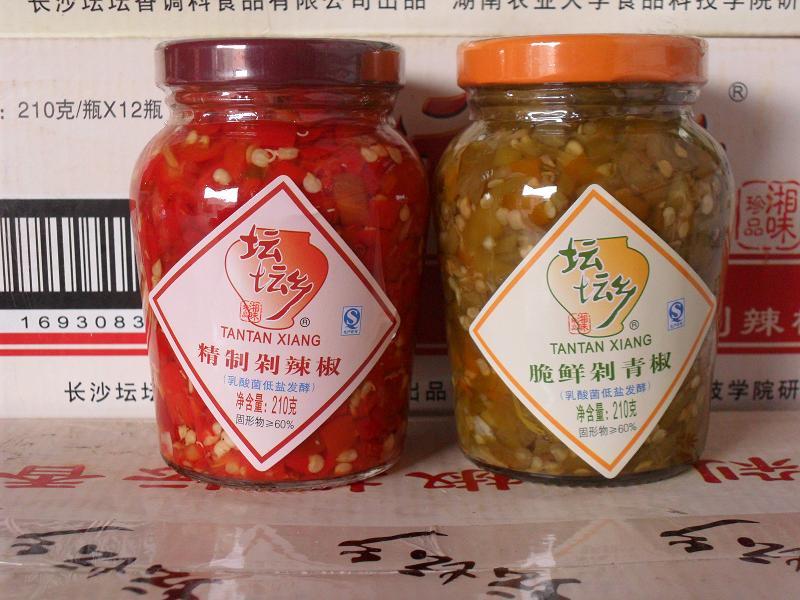 长沙坛坛香调料食品有限公司出品 湖南农业大学食品科技学院研
：210克/瓶X12瓶
®
湘味
珍品
1693083
坛
坛乡
湘味
®
TANTAN XIANG
精制剁辣椒
（乳酸菌低盐发酵）
净含量：210克
固形物≥60%
坛
坛乡
®
TANTAN XIANG
脆鲜剁青椒
（乳酸菌低盐发酵）
净含量：210克
固形物≥60%
剁辣
长沙坛坛
出品
技学院研